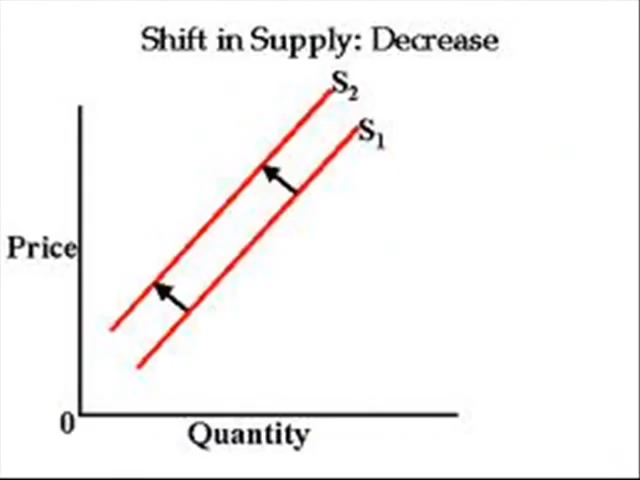 Shift in Supply: Decrease
S₂
S₁
Price
0
Quantity